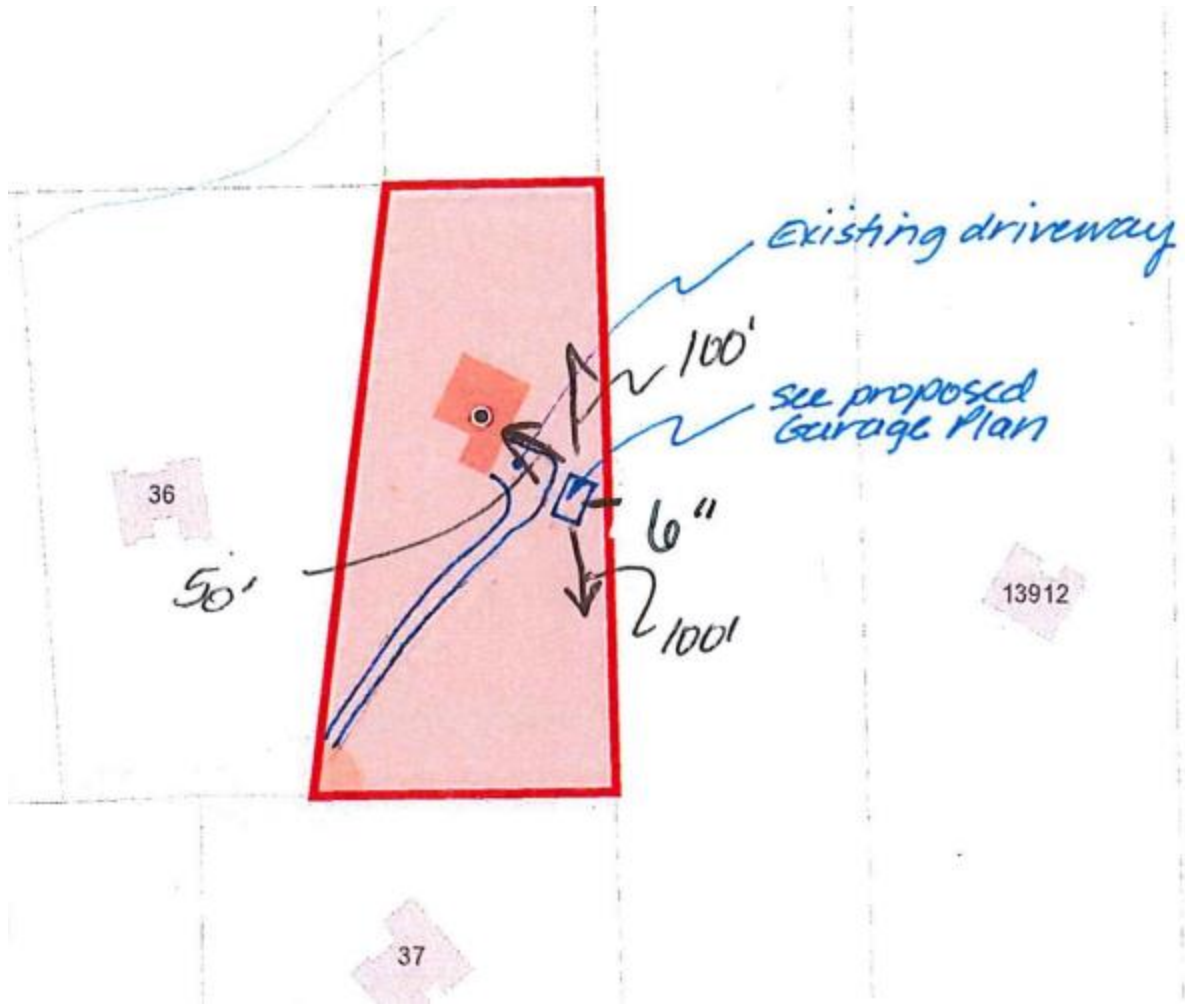 Existing driveway
100'
see proposed
Garage Plan
36
6"
50'
13912
100'
37